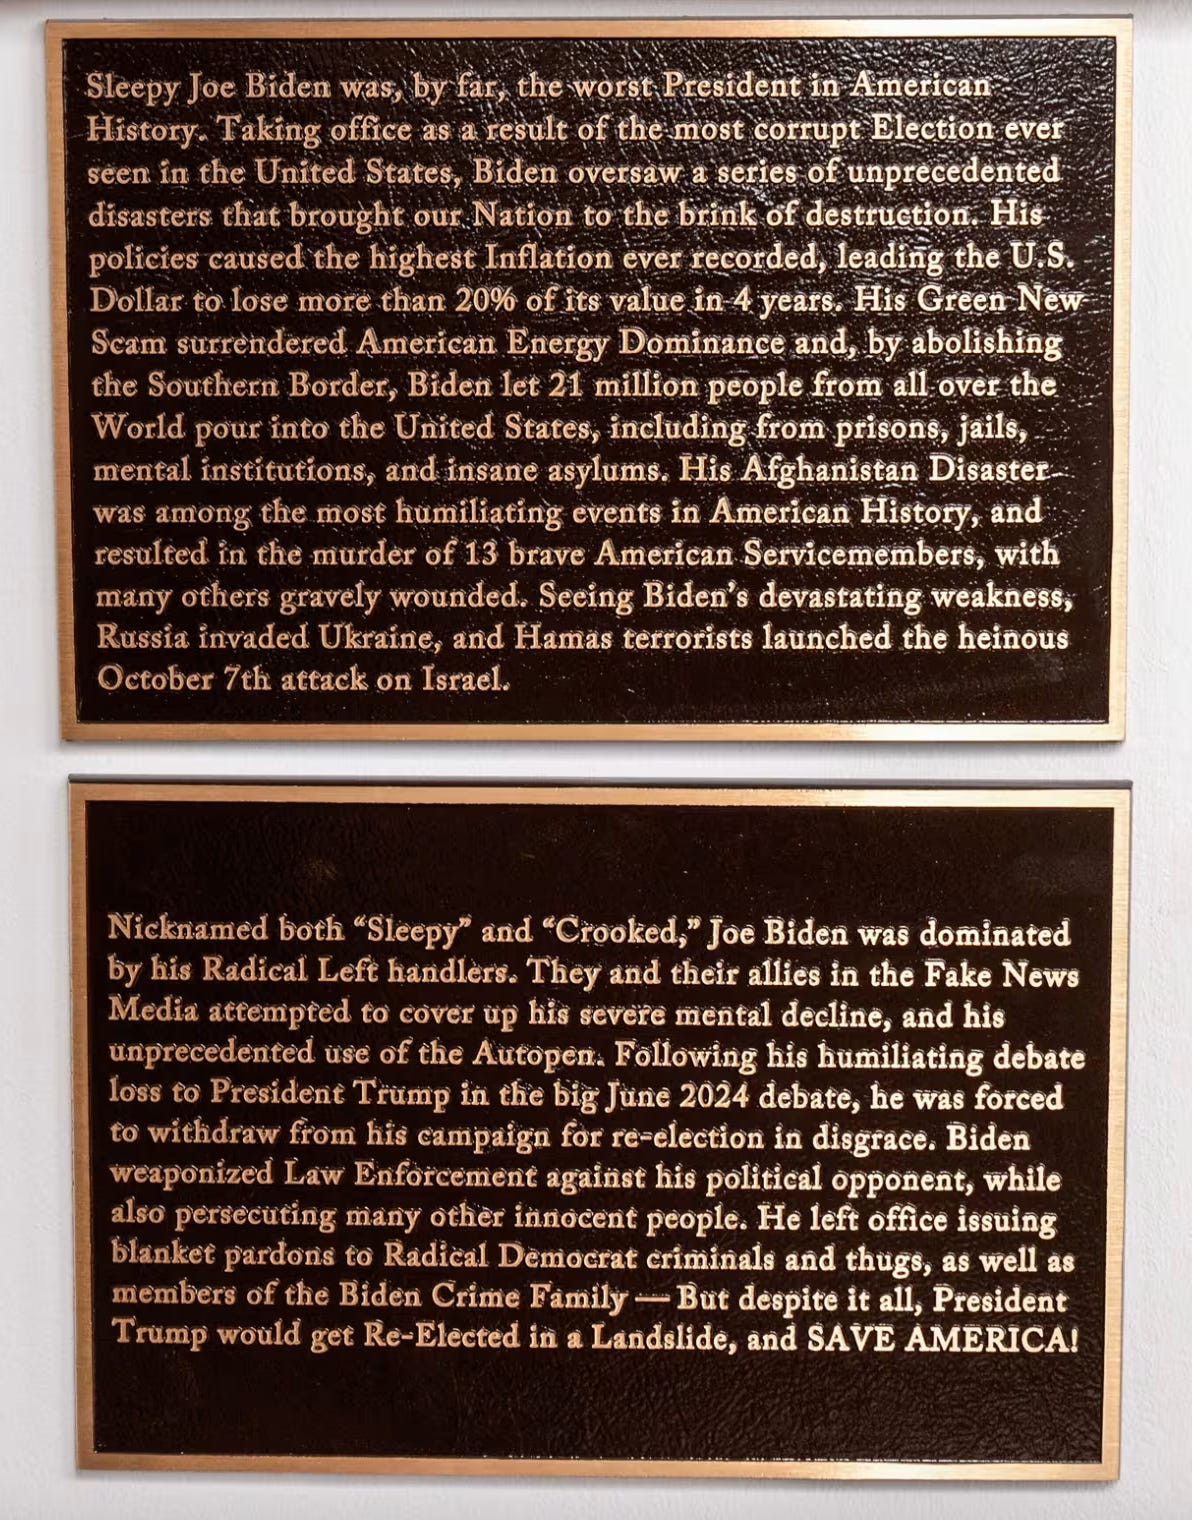 Sleepy Joe Biden was, by far, the worst President in American
History. Taking office as a result of the most corrupt Election ever
seen in the United States, Biden oversaw a series of unprecedented
disasters that brought our Nation to the brink of destruction. His
policies caused the highest Inflation ever recorded, leading the U.S.
Dollar to lose more than 20% of its value in 4 years. His Green New
Scam surrendered American Energy Dominance and, by abolishing
the Southern Border, Biden let 21 million people from all over the
World pour into the United States, including from prisons, jails,
mental institutions, and insane asylums. His Afghanistan Disaster
was among the most humiliating events in American History, and
resulted in the murder of 13 brave American Servicemembers, with
many others gravely wounded. Seeing Biden's devastating weakness,
Russia invaded Ukraine, and Hamas terrorists launched the heinous
October 7th attack on Israel.
Nicknamed both “Sleepy” and “Crooked,” Joe Biden was dominated
by his Radical Left handlers. They and their allies in the Fake News
Media attempted to cover up his severe mental decline, and his
unprecedented use of the Autopen. Following his humiliating debate
loss to President Trump in the big June 2024 debate, he was forced
to withdraw from his campaign for re-election in disgrace. Biden
weaponized Law Enforcement against his political opponent, while
also persecuting many other innocent people. He left office issuing
blanket pardons to Radical Democrat criminals and thugs, as well as
members of the Biden Crime Family — But despite it all, President
Trump would get Re-Elected in a Landslide, and SAVE AMERICA!